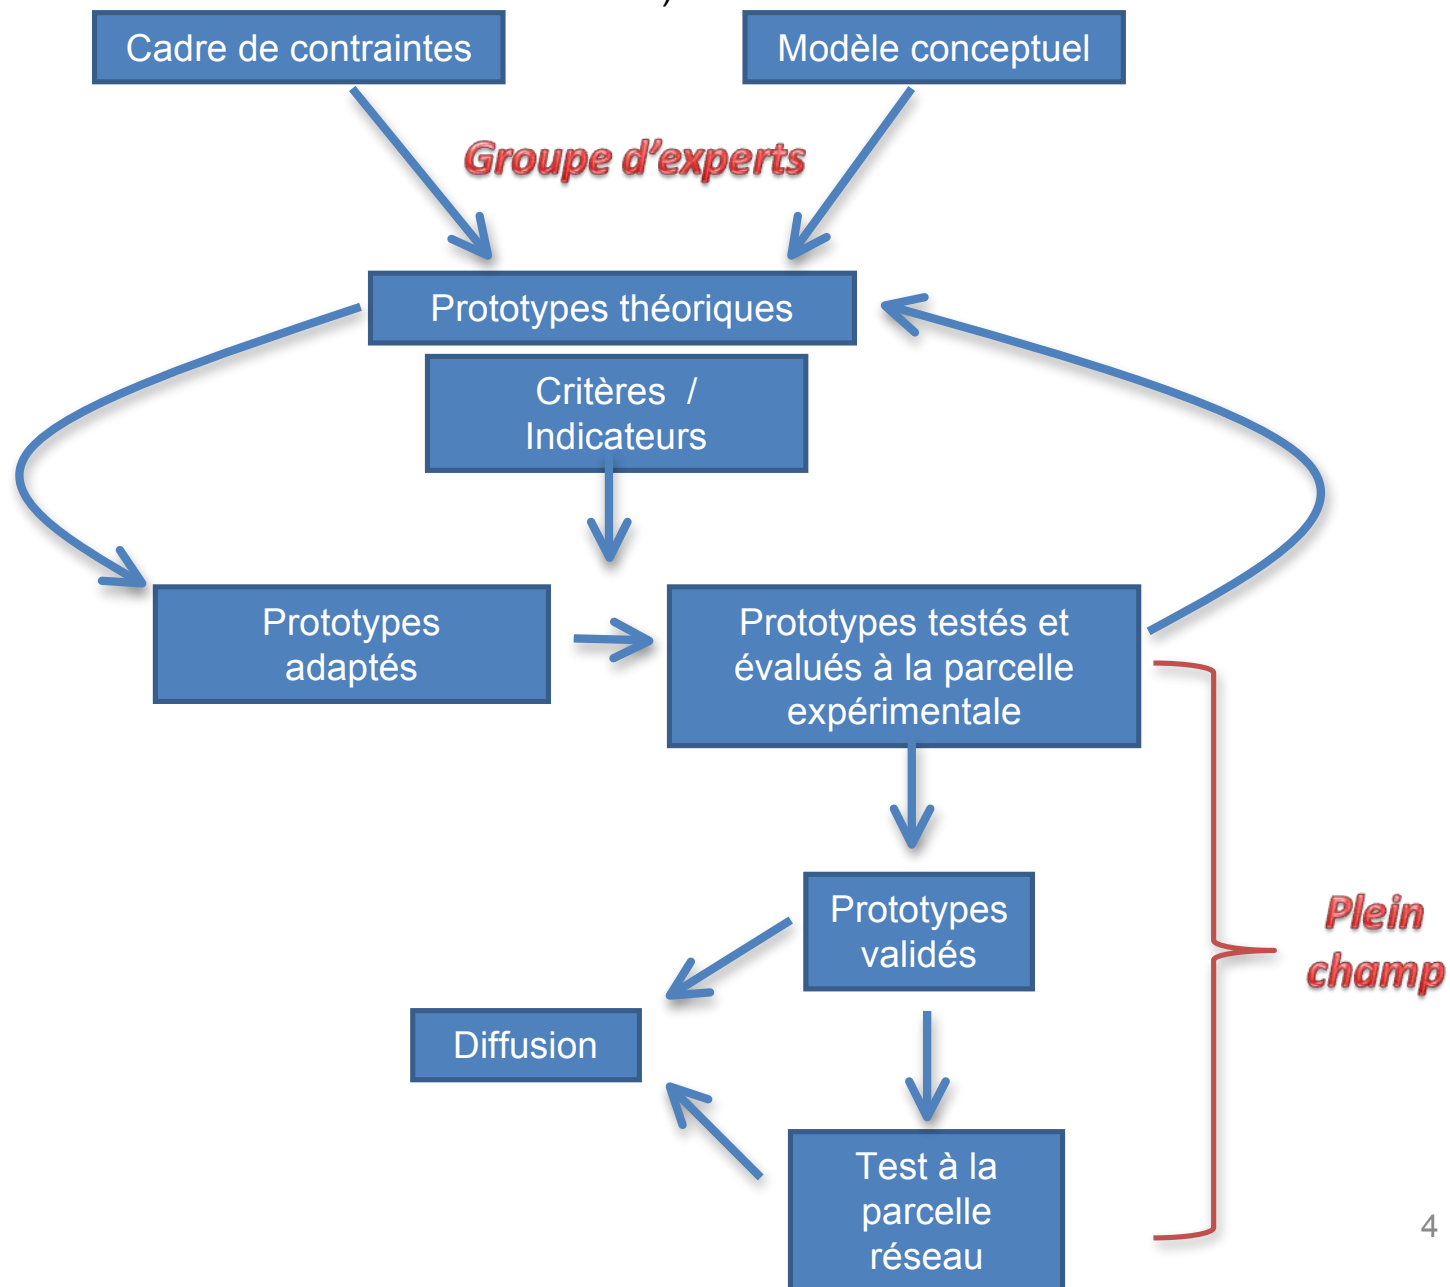 )
Cadre de contraintes
Modèle conceptuel
Groupe d'experts
Prototypes théoriques
Critères /
Indicateurs
Prototypes
adaptés
Prototypes testés et
évalués à la parcelle
expérimentale
Prototypes
validés
Plein
champ
Diffusion
Test à la
parcelle
réseau
4